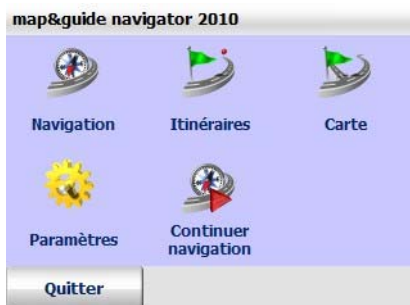 map&guide navigator 2010
Navigation
Itinéraires
Carte
Paramètres
Continuer
navigation
Quitter